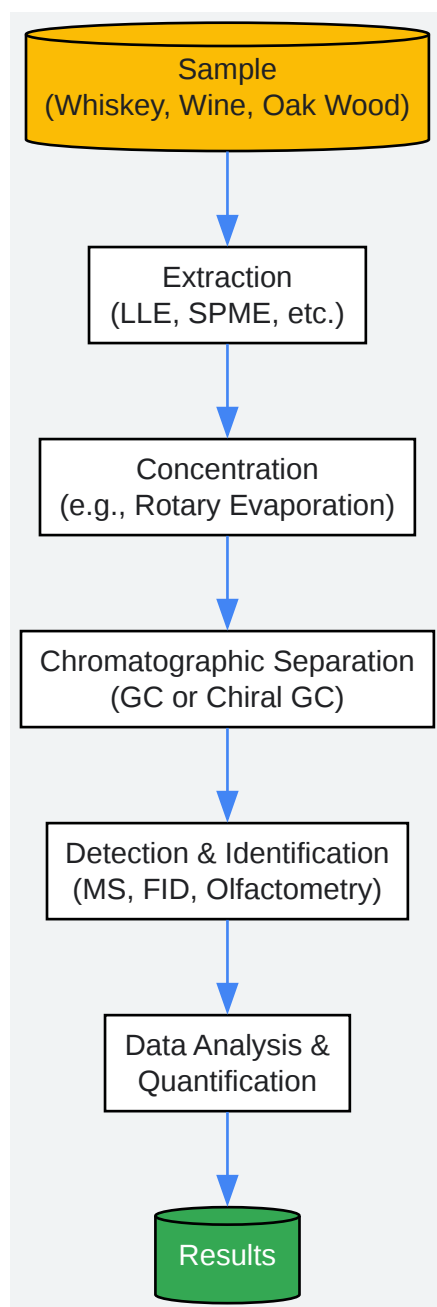 Sample
(Whiskey, Wine, Oak Wood)
Extraction
(LLE, SPME, etc.)
Concentration
(e.g., Rotary Evaporation)
Chromatographic Separation
(GC or Chiral GC)
Detection & Identification
(MS, FID, Olfactometry)
Data Analysis &
Quantification
Results